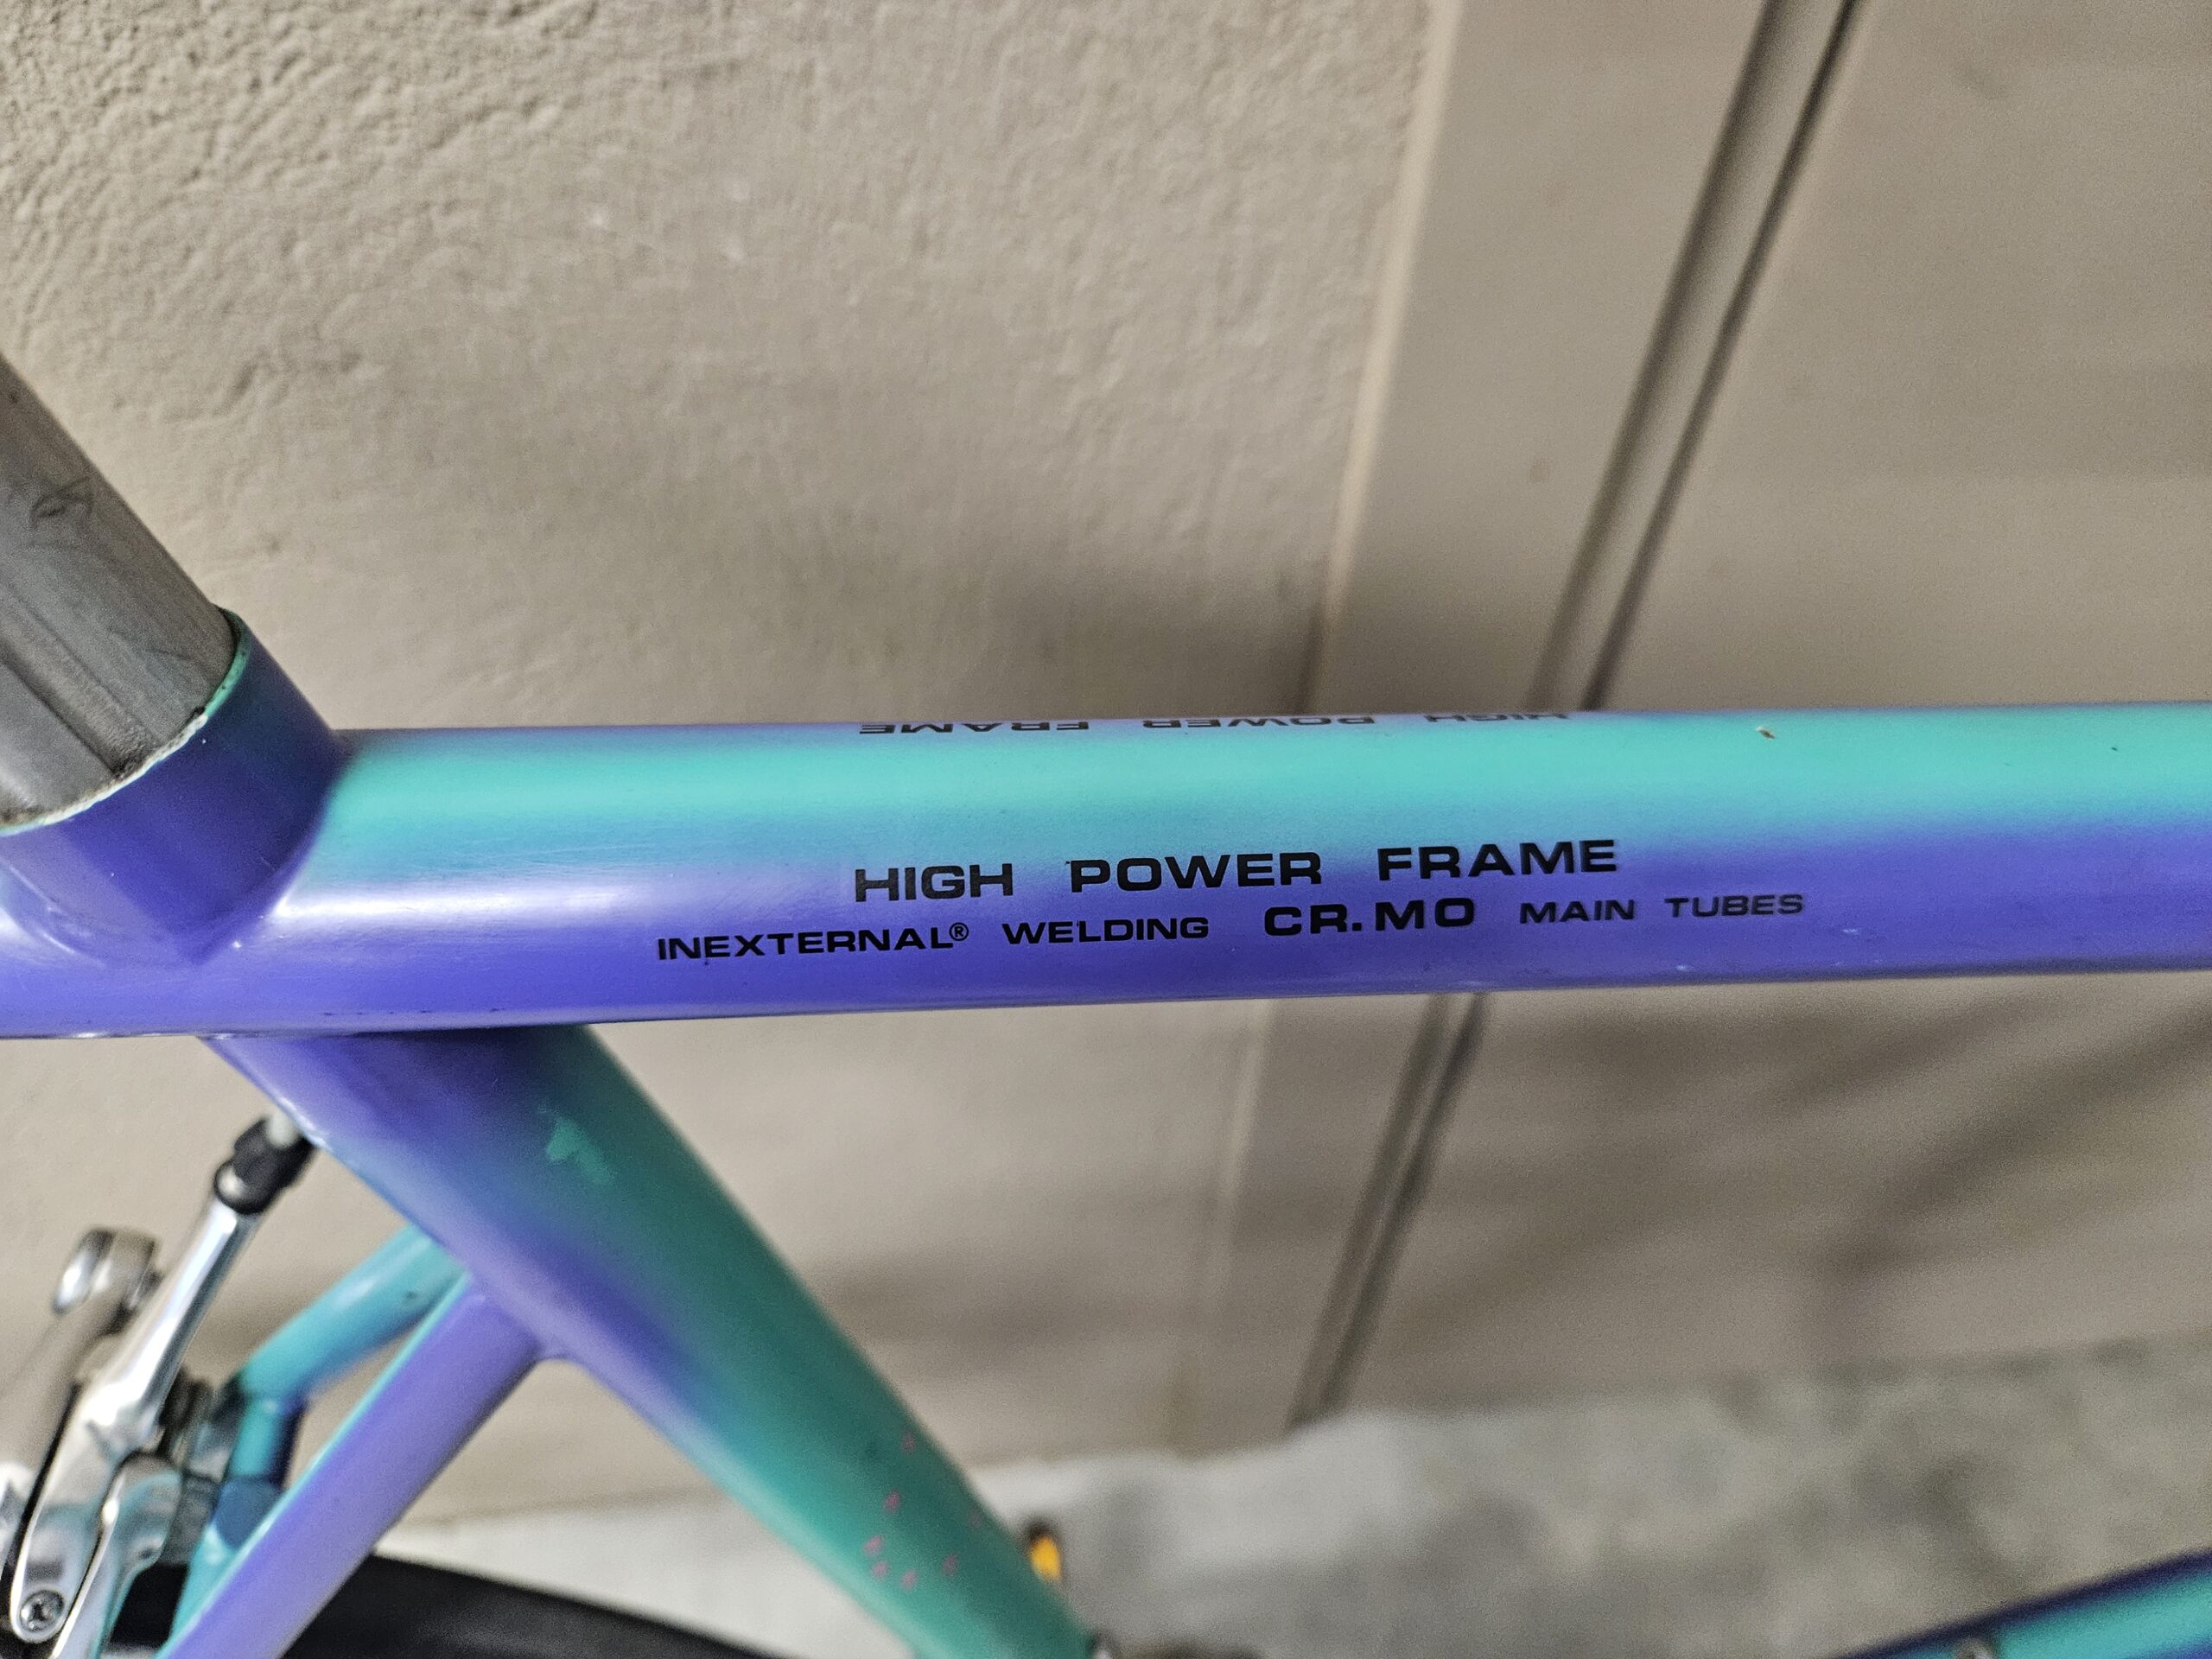 HIGH POWER FRAME
HIGH POWER FRAME
INEXTERNAL® WELDING CR.MO MAIN TUBES